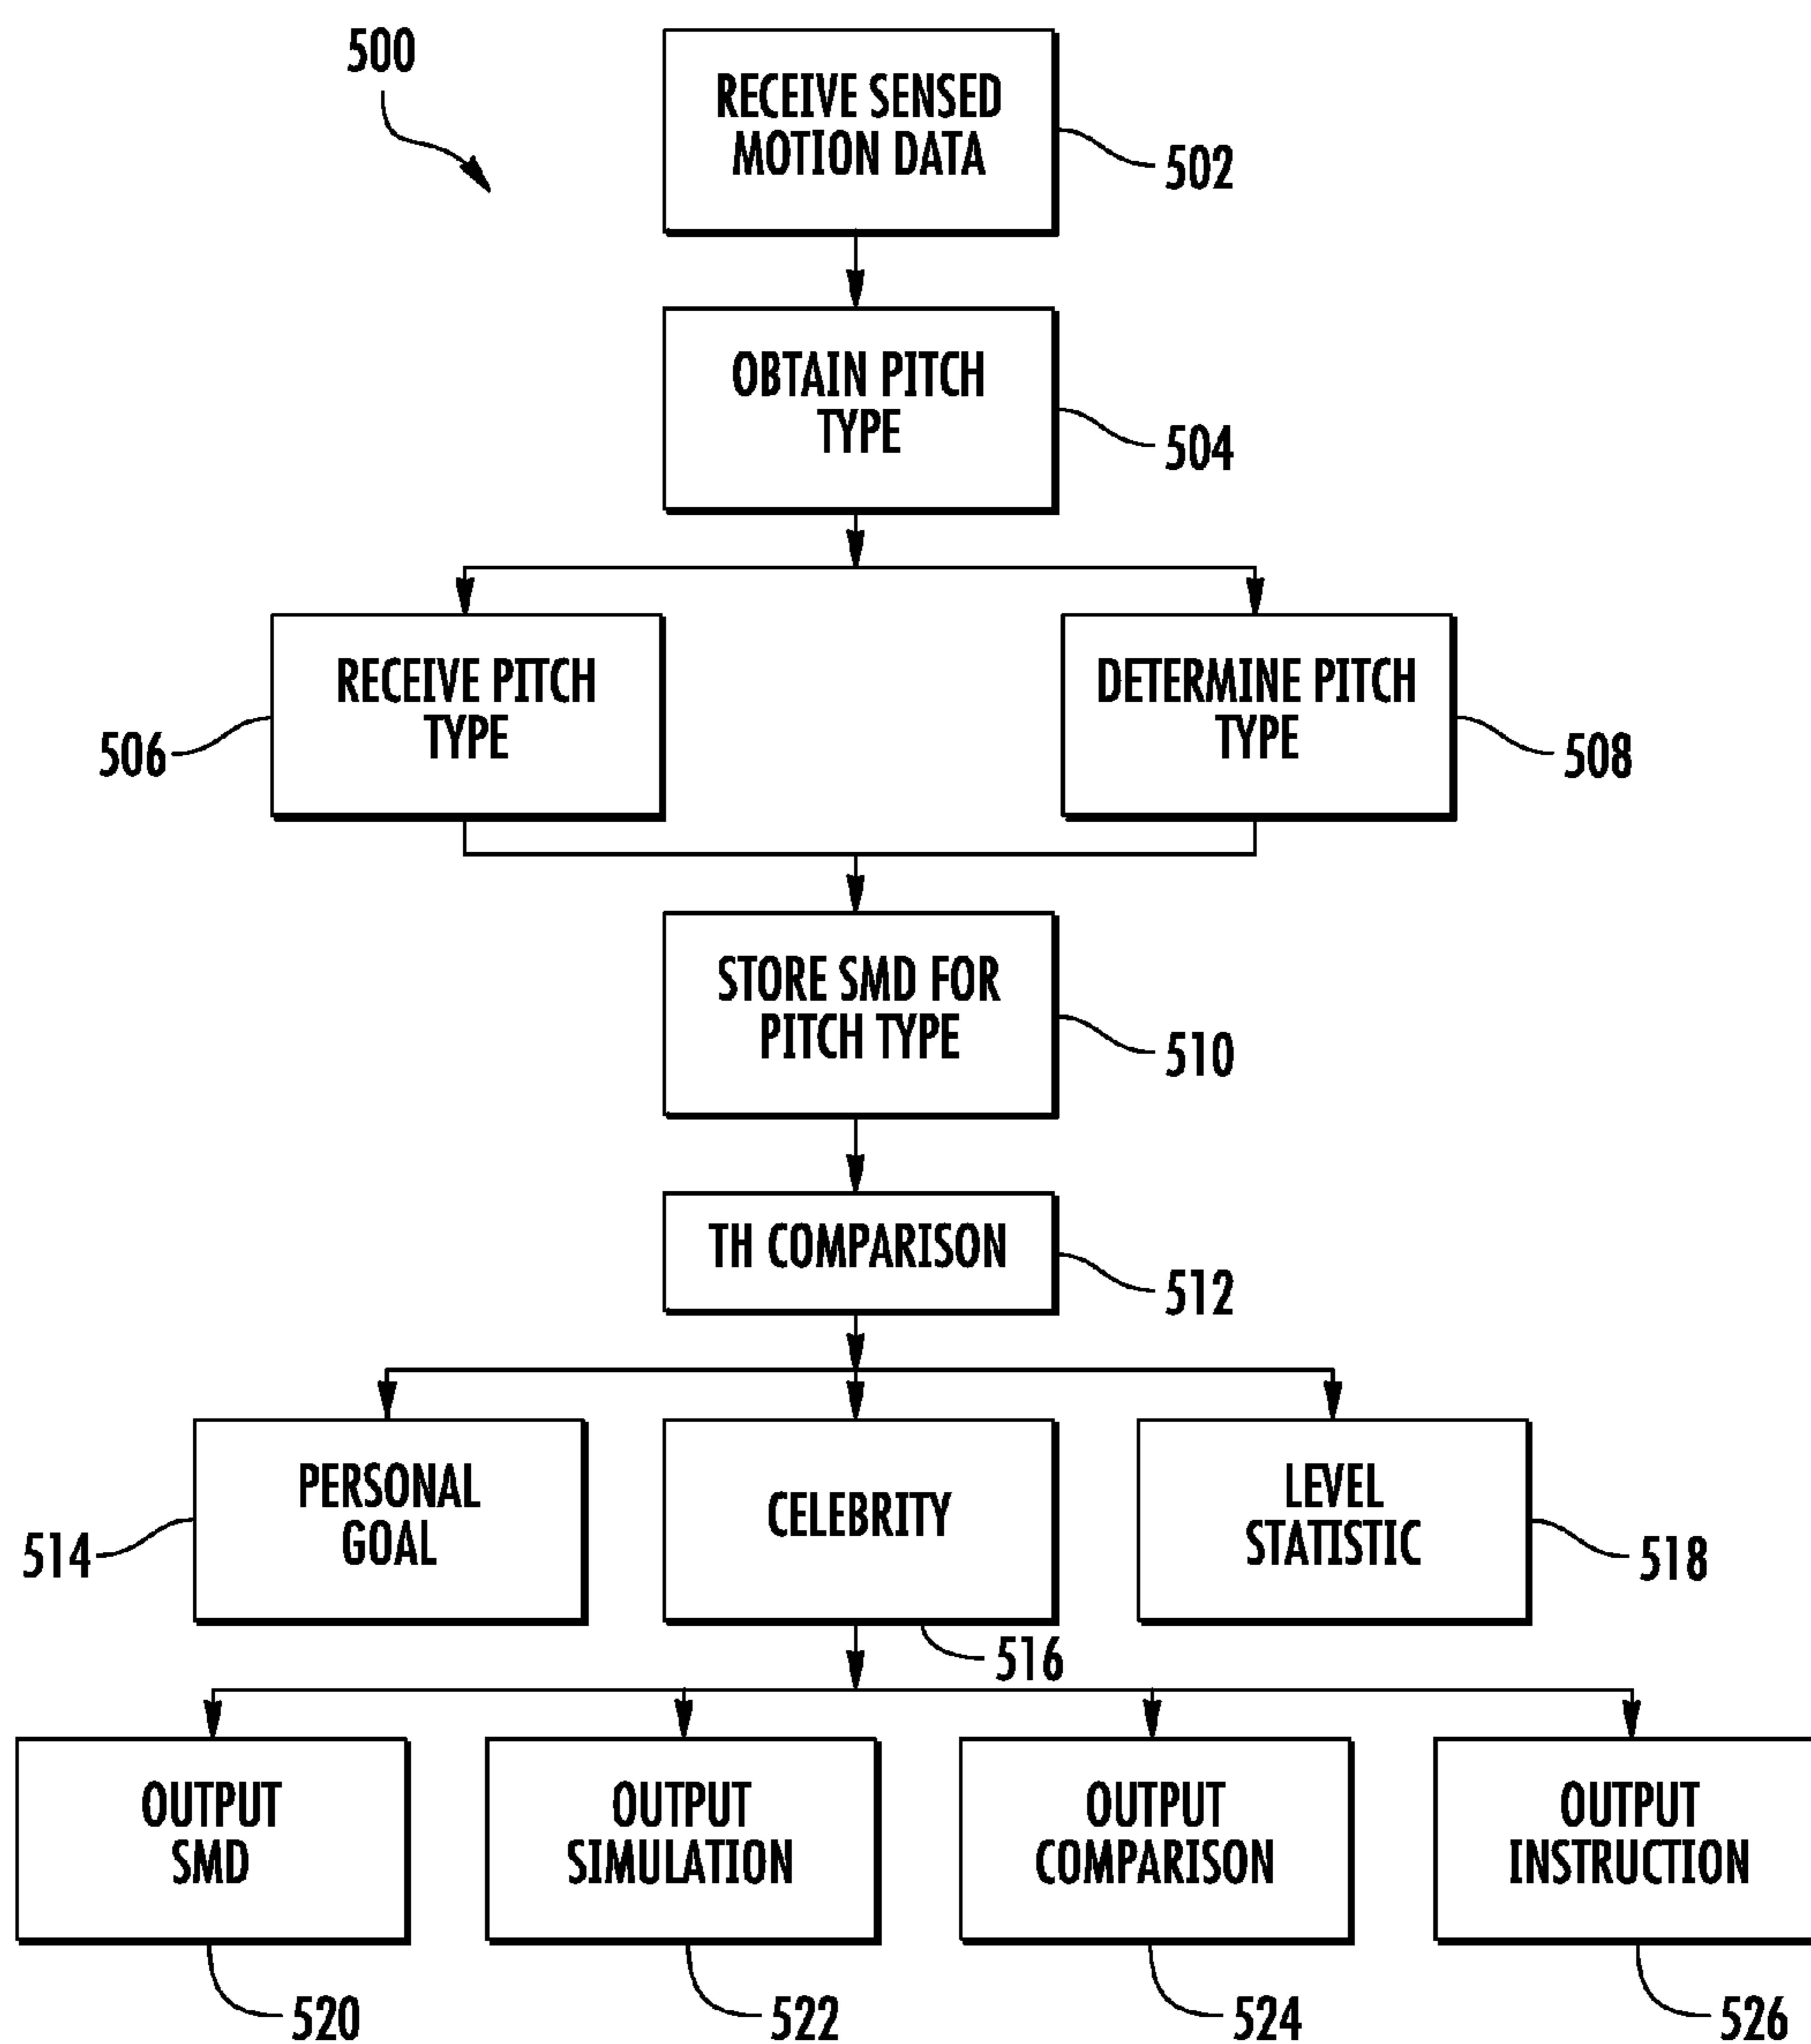 500
RECEIVE SENSED
MOTION DATA
502
OBTAIN PITCH
TYPE
504
RECEIVE PITCH
TYPE
506
DETERMINE PITCH
TYPE
508
STORE SMD FOR
PITCH TYPE
510
TH COMPARISON
512
PERSONAL
GOAL
514
CELEBRITY
516
LEVEL
STATISTIC
518
OUTPUT
SMD
520
OUTPUT
SIMULATION
522
OUTPUT
COMPARISON
524
OUTPUT
INSTRUCTION
526